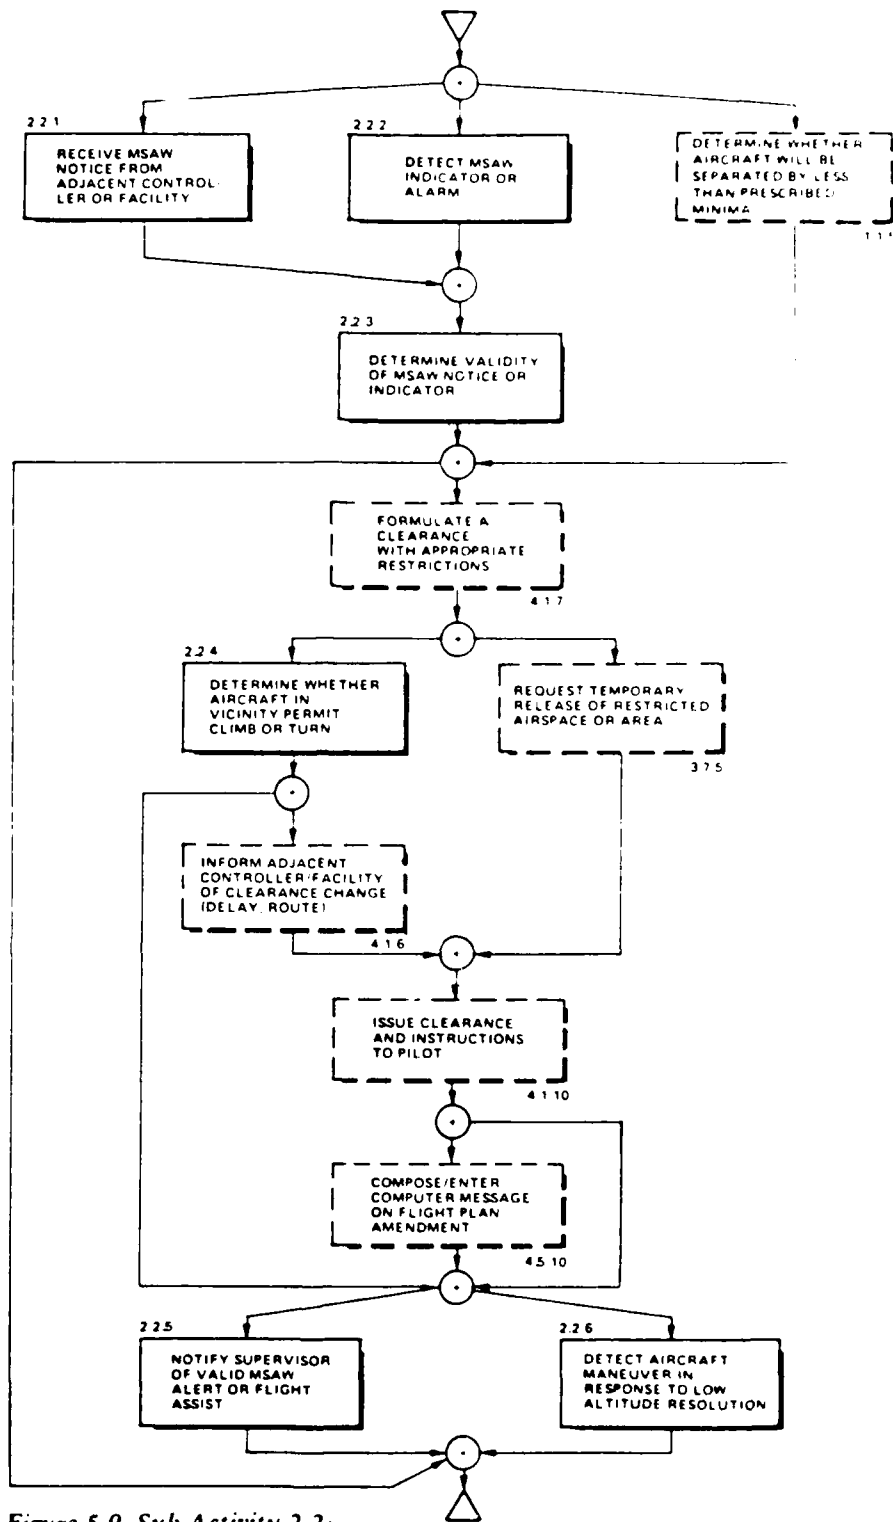 2.2.1
RECEIVE MSAW
NOTICE FROM
ADJACENT CONTROL-
LER OR FACILITY
2.2.2
DETECT MSAW
INDICATOR OR
ALARM
DETERMINE WHETHER
AIRCRAFT WILL BE
SEPARATED BY LESS
THAN PRESCRIBED
MINIMA
2.2.3
DETERMINE VALIDITY
OF MSAW NOTICE OR
INDICATOR
FORMULATE A
CLEARANCE
WITH APPROPRIATE
RESTRICTIONS
4.1.7
2.2.4
DETERMINE WHETHER
AIRCRAFT IN
VICINITY PERMIT
CLIMB OR TURN
REQUEST TEMPORARY
RELEASE OF RESTRICTED
AIRSPACE OR AREA
3.7.5
INFORM ADJACENT
CONTROLLER/FACILITY
OF CLEARANCE CHANGE
(DELAY, ROUTE)
4.1.6
ISSUE CLEARANCE
AND INSTRUCTIONS
TO PILOT
4.1.10
COMPOSE/ENTER
COMPUTER MESSAGE
ON FLIGHT PLAN
AMENDMENT
4.5.10
2.2.5
NOTIFY SUPERVISOR
OF VALID MSAW
ALERT OR FLIGHT
ASSIST
2.2.6
DETECT AIRCRAFT
MANEUVER IN
RESPONSE TO LOW
ALTITUDE RESOLUTION
Figure 5-9. Sub-Activity 2.2: